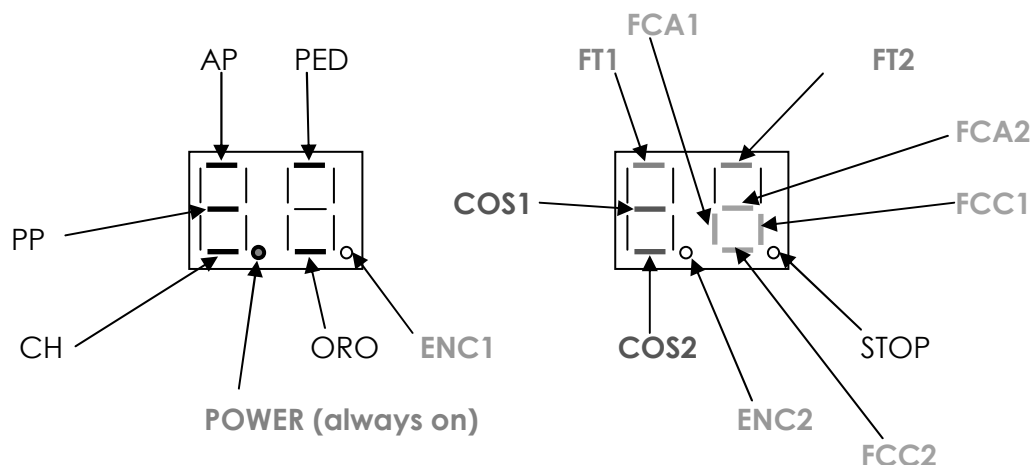 FCA1
AP PED FT1 FT2
FCA2
COS1 FCC1
PP
CH ORO ENC1 COS2 STOP
POWER (always on) ENC2
FCC2